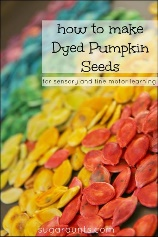 how to make
Dyed Pumpkin
Seeds
for sensory and fine motor learning
sugaraunts.com